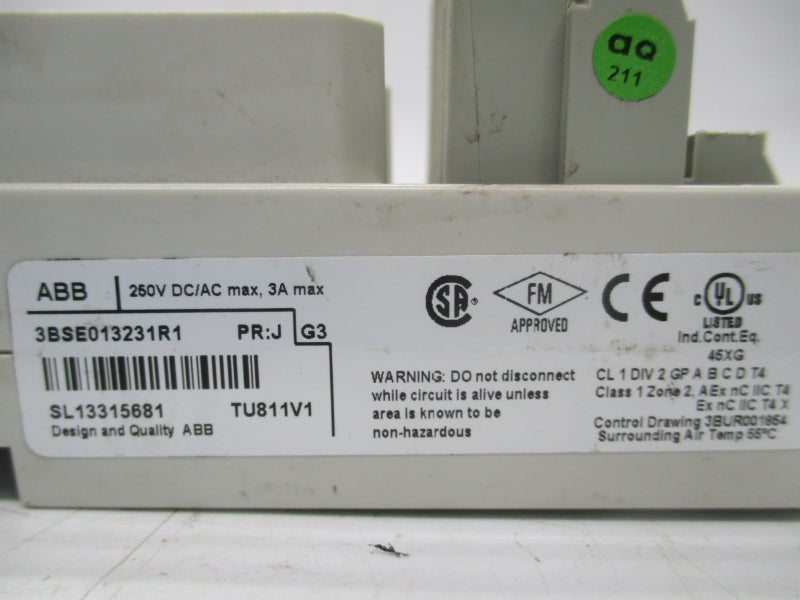 aQ
211
ABB
250V DC/AC max, 3A max
3BSE013231R1 PR:J G3
SL13315681 TU811V1
Design and Quality ABB
SA
FM
APPROVED
CE
C UL US
LISTED
Ind.Cont.Eq.
45XG
WARNING: DO not disconnect
while circuit is alive unless
area is known to be
non-hazardous
CL 1 DIV 2 GP A B C D T4
Class 1 Zone 2, AEx nC IIC T4
Ex nC IIC T4 X
Control Drawing 3BUR001954
Surrounding Air Temp 55°C